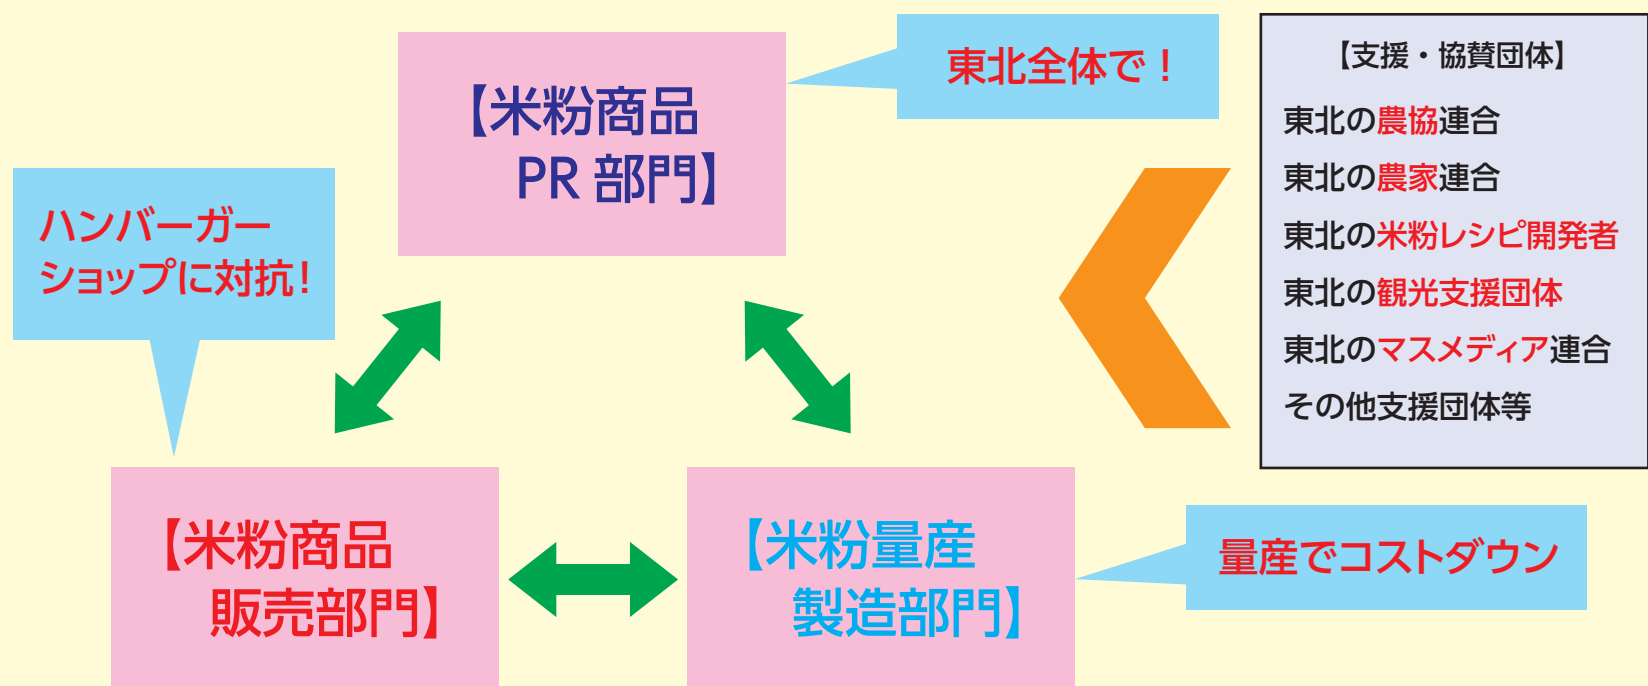 【米粉商品
PR 部門】
東北全体で！
ハンバーガー
ショップに対抗！
【米粉商品
販売部門】
【米粉量産
製造部門】
量産でコストダウン
【支援・協賛団体】
東北の農協連合
東北の農家連合
東北の米粉レシピ開発者
東北の観光支援団体
東北のマスメディア連合
その他支援団体等